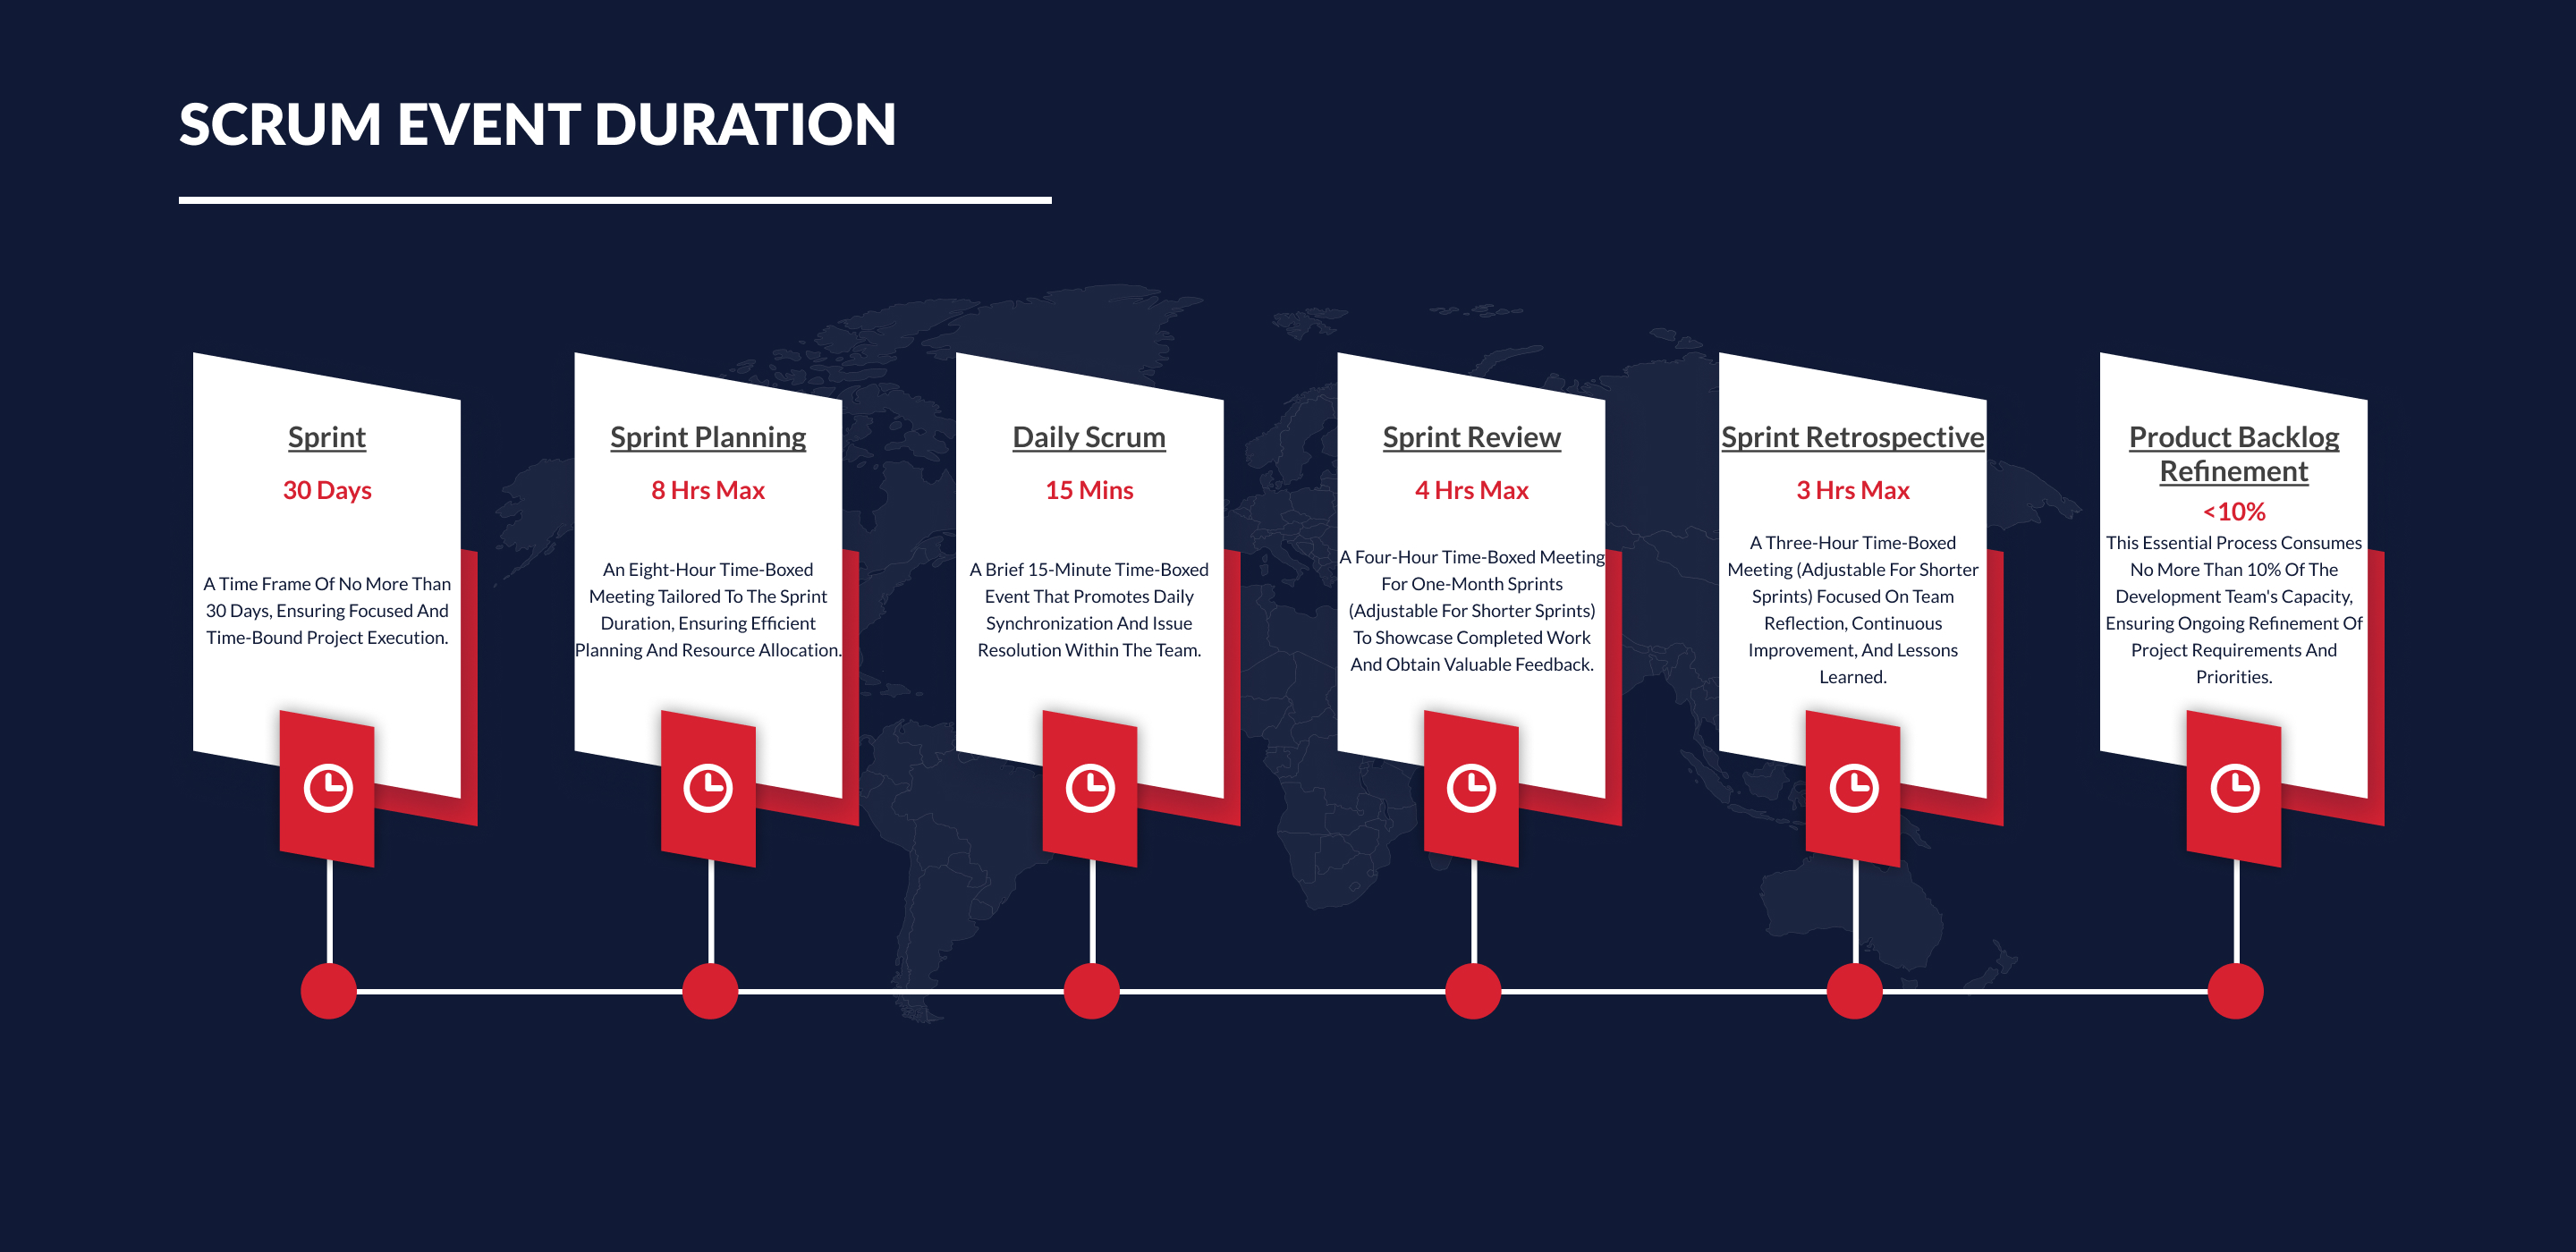 SCRUM EVENT DURATION
Sprint
30 Days
A Time Frame Of No More Than
30 Days, Ensuring Focused And
Time-Bound Project Execution.
Sprint Planning
8 Hrs Max
An Eight-Hour Time-Boxed
Meeting Tailored To The Sprint
Duration, Ensuring Efficient
Planning And Resource Allocation.
Daily Scrum
15 Mins
A Brief 15-Minute Time-Boxed
Event That Promotes Daily
Synchronization And Issue
Resolution Within The Team.
Sprint Review
4 Hrs Max
A Four-Hour Time-Boxed Meeting
For One-Month Sprints
(Adjustable For Shorter Sprints)
To Showcase Completed Work
And Obtain Valuable Feedback.
Sprint Retrospective
3 Hrs Max
A Three-Hour Time-Boxed
Meeting (Adjustable For Shorter
Sprints) Focused On Team
Reflection, Continuous
Improvement, And Lessons
Learned.
Product Backlog
Refinement
<10%
This Essential Process Consumes
No More Than 10% Of The
Development Team's Capacity,
Ensuring Ongoing Refinement Of
Project Requirements And
Priorities.